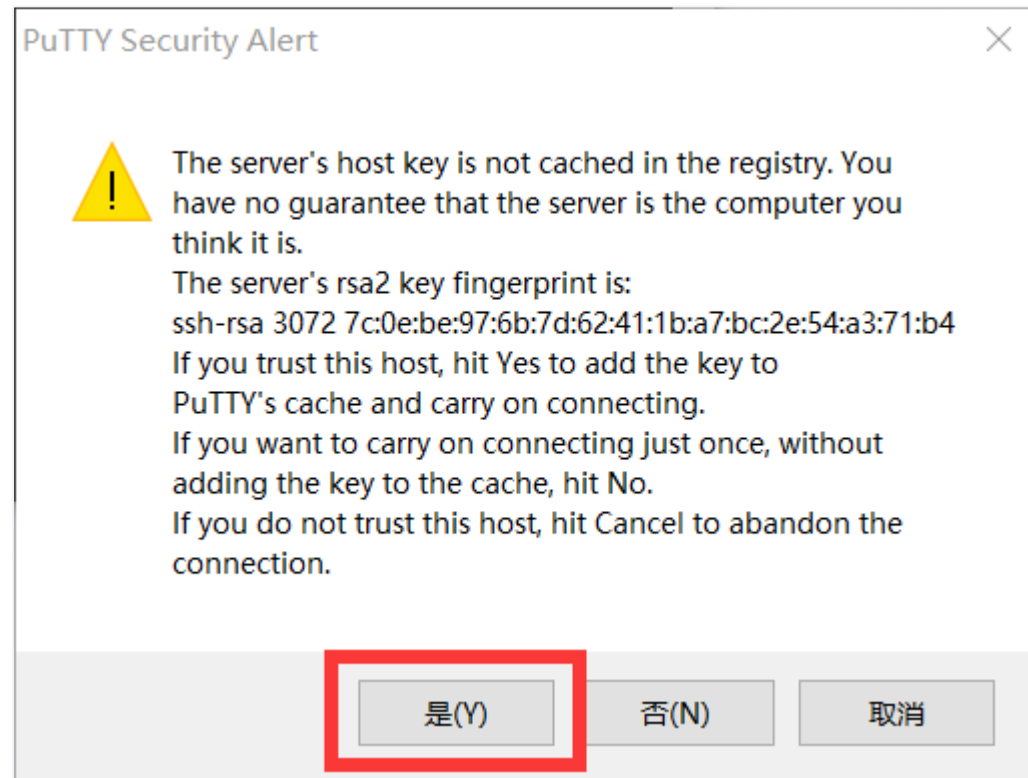 PuTTY Security Alert
The server's host key is not cached in the registry. You
have no guarantee that the server is the computer you
think it is.
The server's rsa2 key fingerprint is:
ssh-rsa 3072 7c:0e:be:97:6b:7d:62:41:1b:a7:bc:2e:54:a3:71:b4
If you trust this host, hit Yes to add the key to
PuTTY's cache and carry on connecting.
If you want to carry on connecting just once, without
adding the key to the cache, hit No.
If you do not trust this host, hit Cancel to abandon the
connection.
是(Y) 否(N) 取消